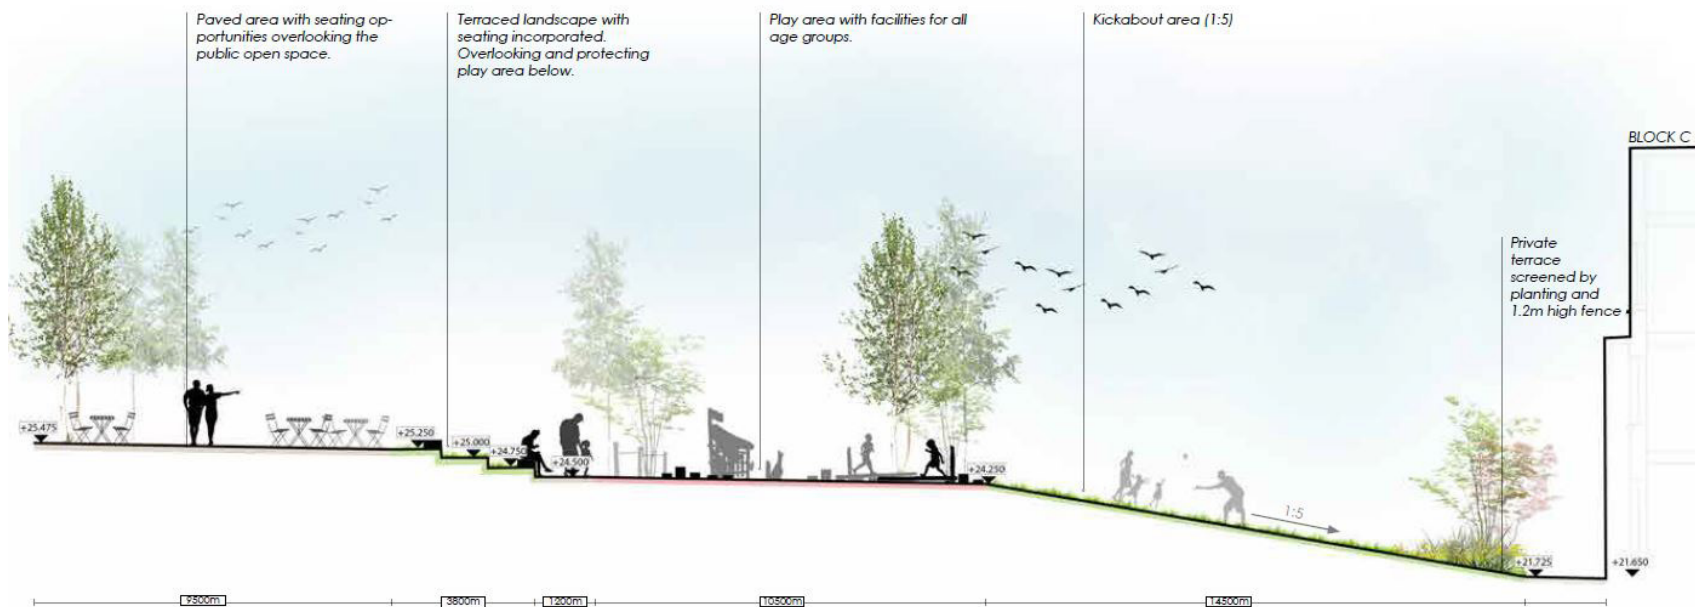 Paved area with seating op-
portunities overlooking the
public open space.
Terraced landscape with
seating incorporated.
Overlooking and protecting
play area below.
Play area with facilities for all
age groups.
Kickabout area (1:5)
BLOCK C
Private
terrace
screened by
planting and
1.2m high fence
+25.475
+25.250
+25.000
+24.750
+24.500
+24.250
1:5
+21.725
+21.650
9500m
3800m
1200m
10500m
14500m